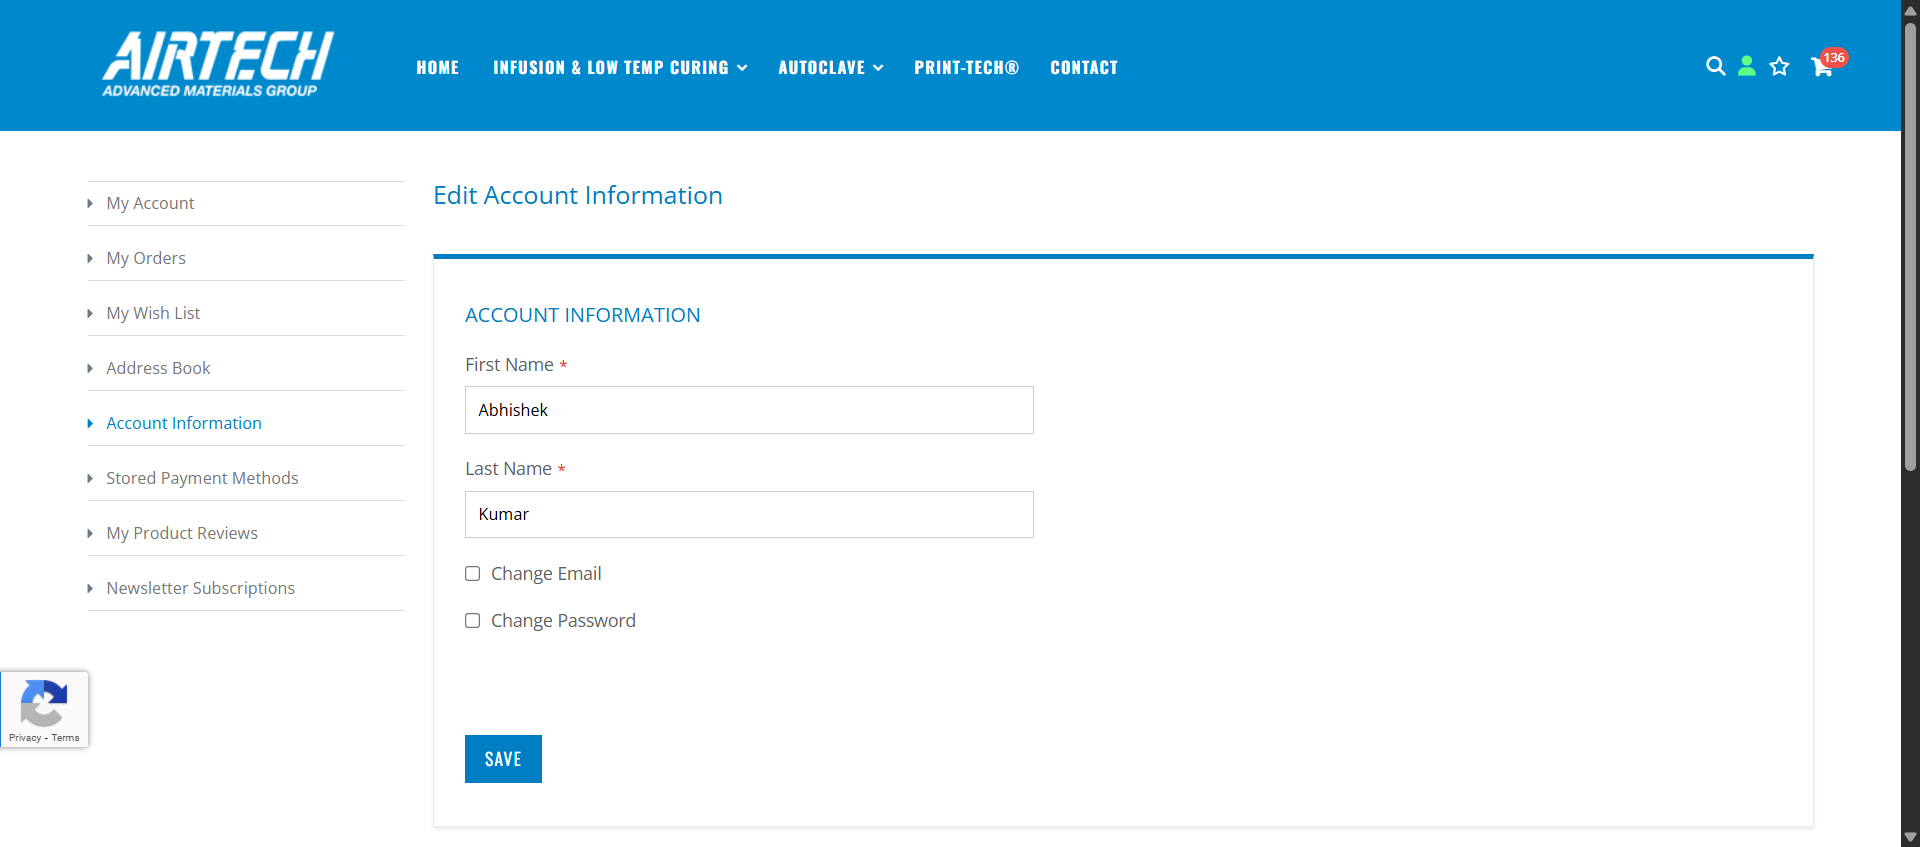 AIRTECH
ADVANCED MATERIALS GROUP
HOME INFUSION & LOW TEMP CURING AUTOCLAVE PRINT-TECH® CONTACT
136
My Account
My Orders
My Wish List
Address Book
Account Information
Stored Payment Methods
My Product Reviews
Newsletter Subscriptions
Edit Account Information
ACCOUNT INFORMATION
First Name *
Abhishek
Last Name *
Kumar
Change Email
Change Password
SAVE
Privacy - Terms